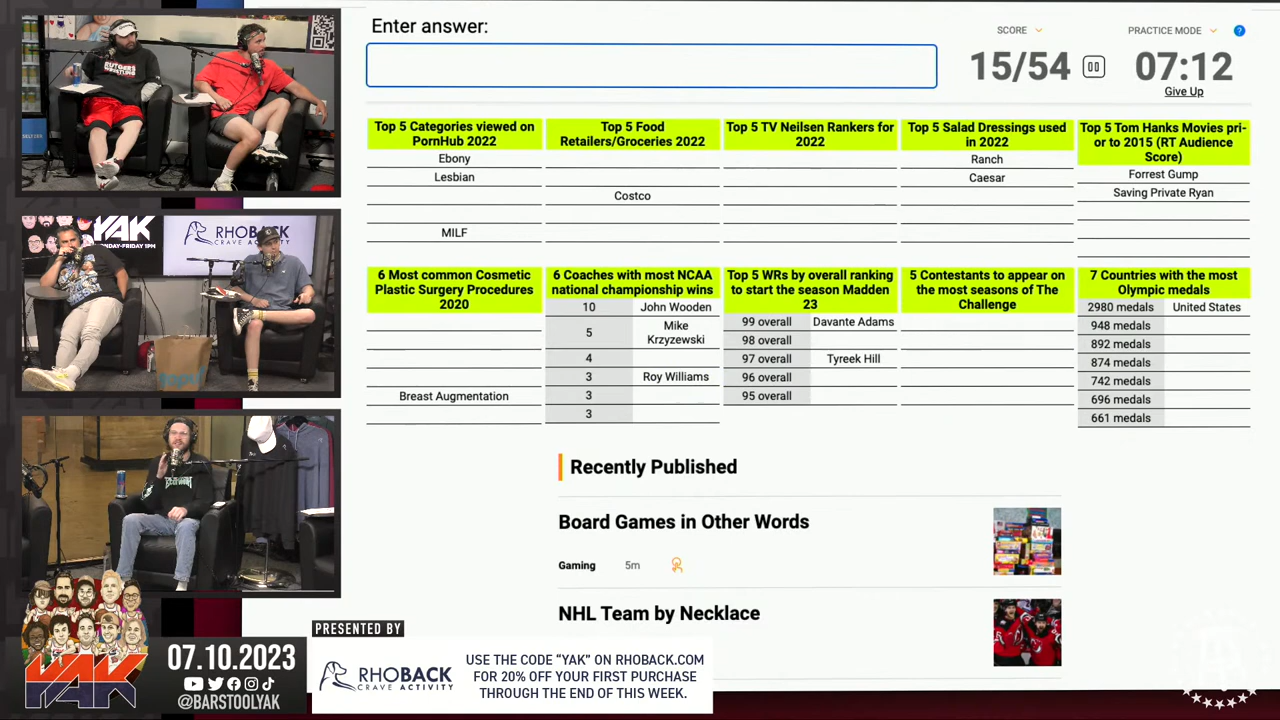 Enter answer:
SCORE
15/54
PRACTICE MODE
?
07:12
Give Up
Top 5 Categories viewed on
PornHub 2022
Ebony
Lesbian
MILF
Top 5 Food
Retailers/Groceries 2022
Costco
Top 5 TV Neilsen Rankers for
2022
Top 5 Salad Dressings used
in 2022
Ranch
Caesar
Top 5 Tom Hanks Movies pri-
or to 2015 (RT Audience
Score)
Forrest Gump
Saving Private Ryan
6 Most common Cosmetic
Plastic Surgery Procedures
2020
Breast Augmentation
6 Coaches with most NCAA
national championship wins
10 John Wooden
5 Mike
Krzyzewski
4
3 Roy Williams
3
3
Top 5 WRs by overall ranking
to start the season Madden
23
99 overall Davante Adams
98 overall
97 overall Tyreek Hill
96 overall
95 overall
5 Contestants to appear on
the most seasons of The
Challenge
7 Countries with the most
Olympic medals
2980 medals United States
948 medals
892 medals
874 medals
742 medals
696 medals
661 medals
Recently Published
Board Games in Other Words
Gaming 5m
NHL Team by Necklace
RUTGERS
WRESTLING
YAK
MONDAY-FRIDAY 1PM
RHOBACK
CRAVE ACTIVITY
YAK
07.10.2023
@BARSTOOLYAK
PRESENTED BY
RHOBACK
CRAVE ACTIVITY
USE THE CODE “YAK” ON RHOBACK.COM
FOR 20% OFF YOUR FIRST PURCHASE
THROUGH THE END OF THIS WEEK.